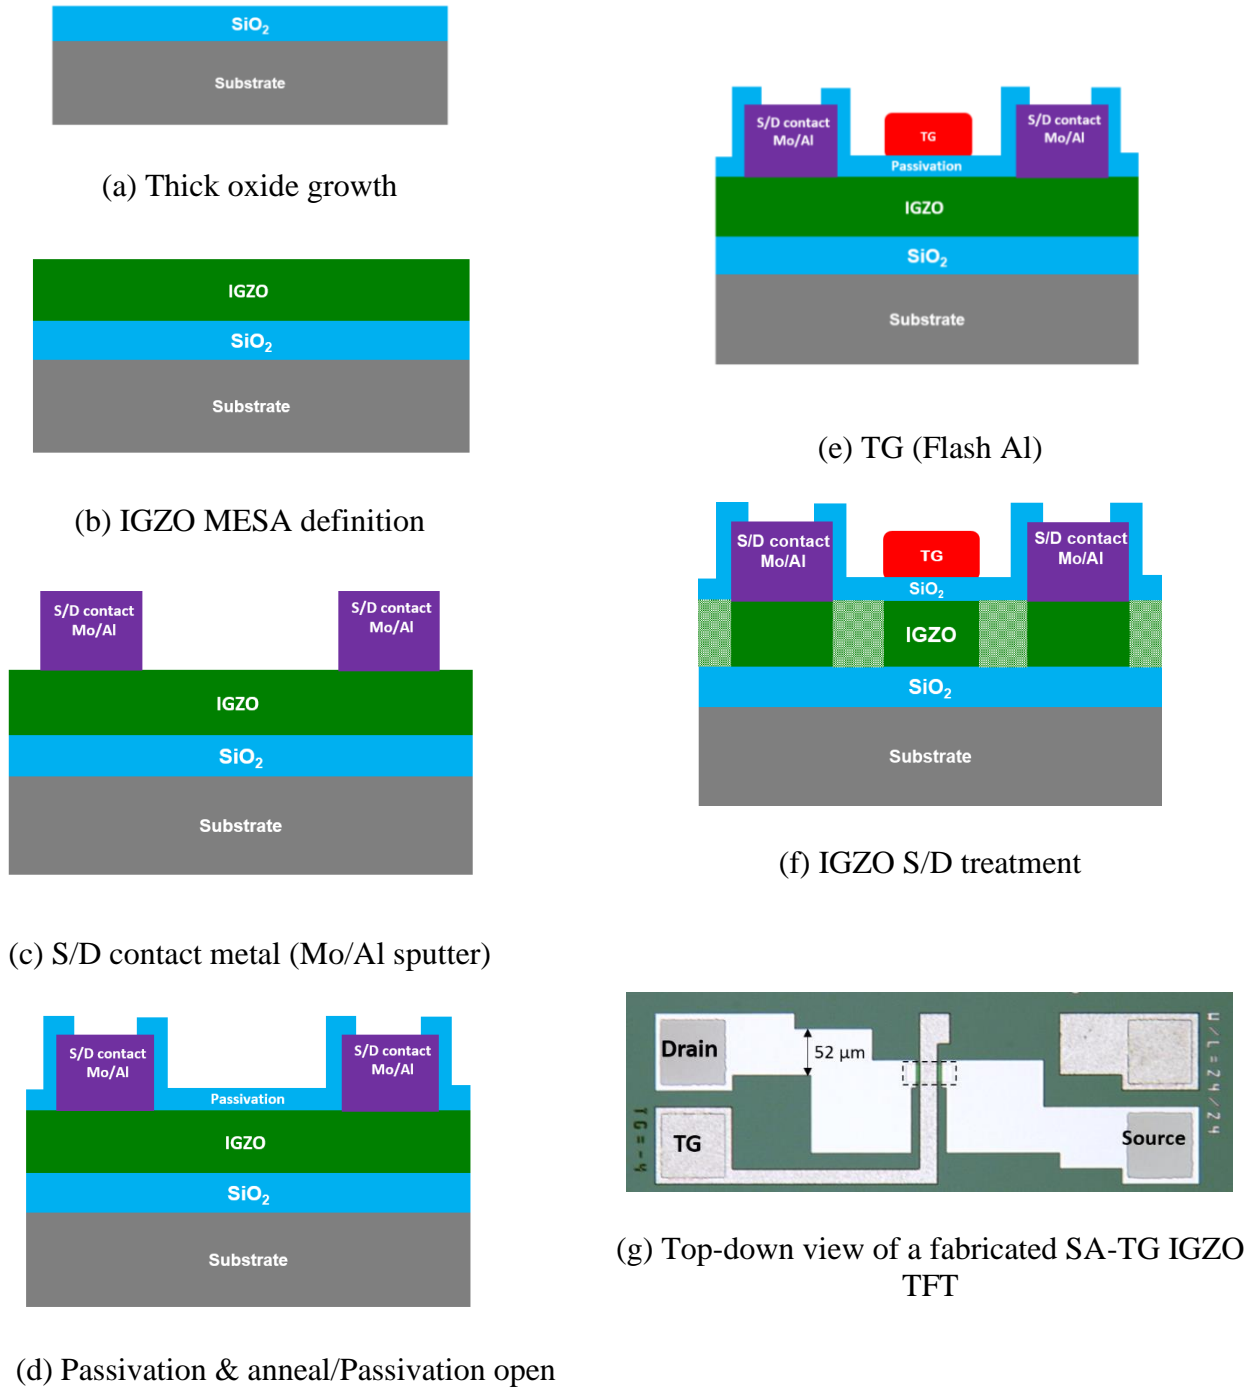 SiO₂
Substrate
(a) Thick oxide growth
IGZO
SiO₂
Substrate
(b) IGZO MESA definition
S/D contact
Mo/Al
S/D contact
Mo/Al
IGZO
SiO₂
Substrate
(c) S/D contact metal (Mo/Al sputter)
S/D contact
Mo/Al
S/D contact
Mo/Al
Passivation
IGZO
SiO₂
Substrate
(d) Passivation & anneal/Passivation open
S/D contact
Mo/Al
TG
S/D contact
Mo/Al
Passivation
IGZO
SiO₂
Substrate
(e) TG (Flash Al)
S/D contact
Mo/Al
TG
S/D contact
Mo/Al
SiO₂
IGZO
SiO₂
Substrate
(f) IGZO S/D treatment
Drain
52 μm
W/L=24/24
TG=-4
TG
Source
(g) Top-down view of a fabricated SA-TG IGZO
TFT